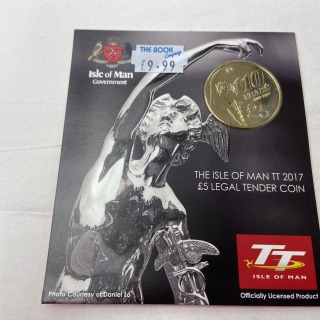 THE BOOK
Company
£9.99
Isle of Man
Government
10
£5
THE ISLE OF MAN TT 2017
£5 LEGAL TENDER COIN
TT
ISLE OF MAN
Photo Courtesy of Daniel Lo
Officially Licensed Product